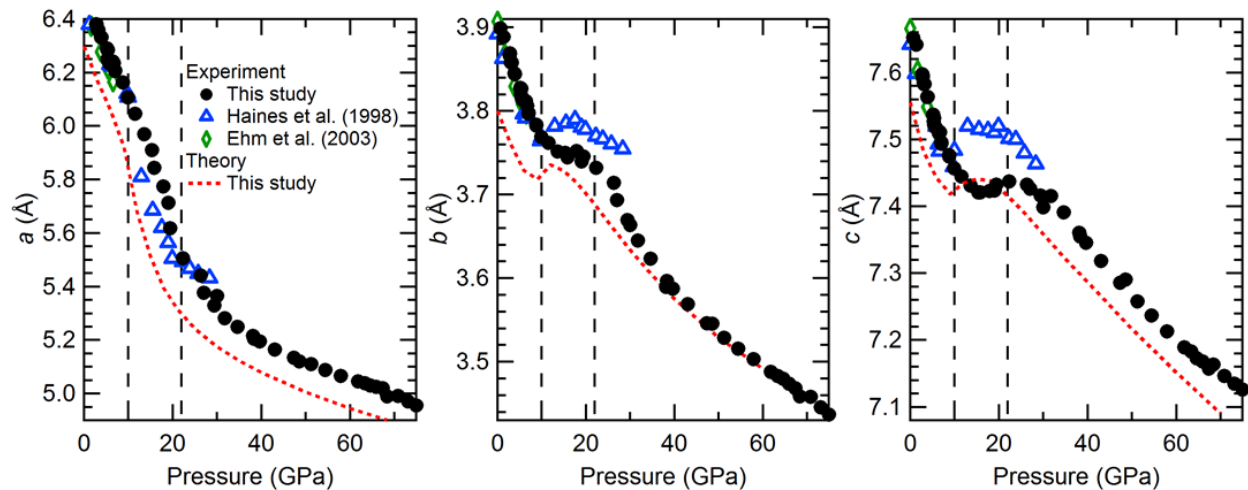 6.4
6.2
6.0
5.8
5.6
5.4
5.2
5.0
a (Å)
Experiment
This study
Haines et al. (1998)
Ehm et al. (2003)
Theory
This study
0
20
40
60
Pressure (GPa)
3.9
3.8
3.7
3.6
3.5
b (Å)
0
20
40
60
Pressure (GPa)
7.6
7.5
7.4
7.3
7.2
7.1
c (Å)
0
20
40
60
Pressure (GPa)